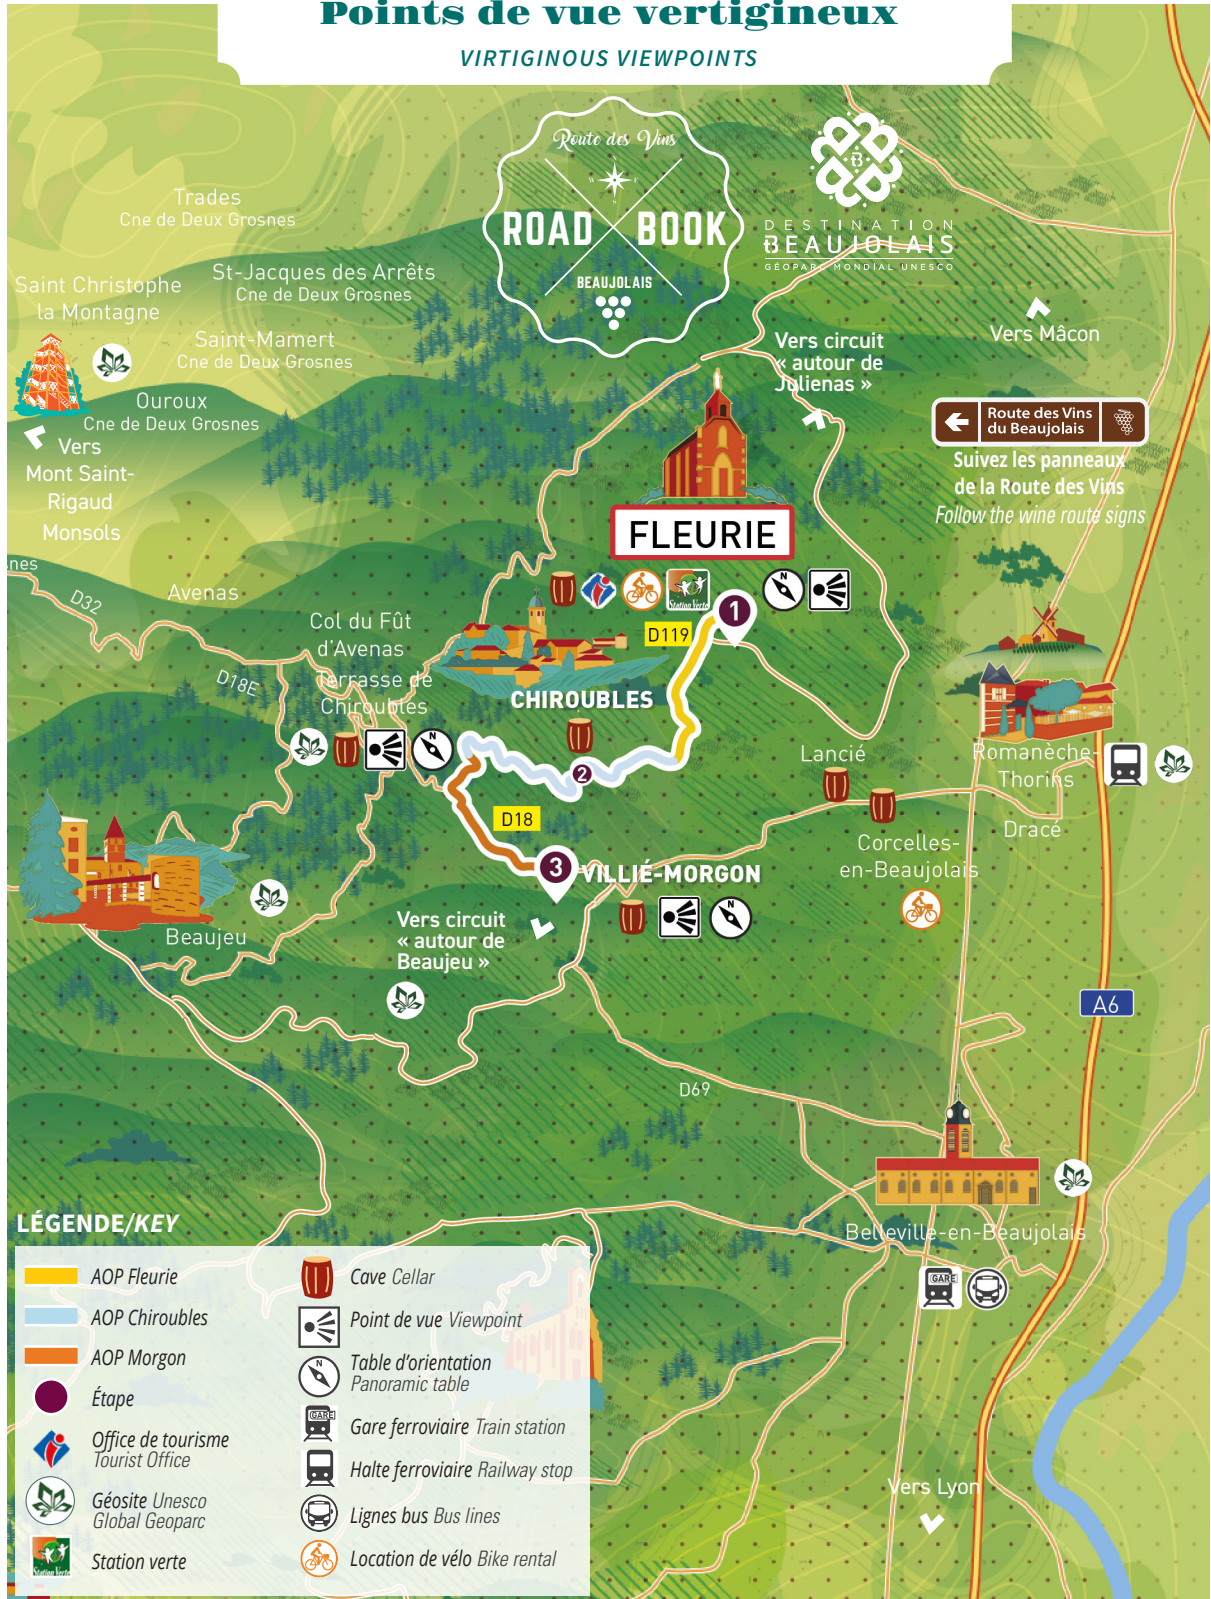 Points de vue vertigineux
VIRTIGINOUS VIEWPOINTS
Route des Vins
N
W
S
ROAD BOOK
BEAUJOLAIS
B
DESTINATION
BEAUJOLAIS
GÉOPARC MONDIAL UNESCO
Trades
Cne de Deux Grosnes
St-Jacques des Arrêts
Cne de Deux Grosnes
Saint Christophe
la Montagne
Saint-Mamert
Cne de Deux Grosnes
Ouroux
Cne de Deux Grosnes
Vers
Mont Saint-
Rigaud
Monsols
Vers Mâcon
Vers circuit
« autour de
Julienas »
Route des Vins
du Beaujolais
Suivez les panneaux
de la Route des Vins
Follow the wine route signs
FLEURIE
Station Verte
1
D119
nes
D32
Avenas
Col du Fût
d'Avenas
D18E
Terrasse de
Chiroubles
N
N
CHIROUBLES
2
Lancié
Romanèche-
Thorins
D18
Dracé
Corcelles-
en-Beaujolais
3
VILLIÉ-MORGON
N
Vers circuit
« autour de
Beaujeu »
Beaujeu
A6
D69
Belleville-en-Beaujolais
GARE
Vers Lyon
LÉGENDE/KEY
AOP Fleurie
AOP Chiroubles
AOP Morgon
Étape
Office de tourisme
Tourist Office
Géosite Unesco
Global Geoparc
Station Verte
Station verte
Cave Cellar
Point de vue Viewpoint
N
Table d'orientation
Panoramic table
GARE
Gare ferroviaire Train station
Halte ferroviaire Railway stop
Lignes bus Bus lines
Location de vélo Bike rental